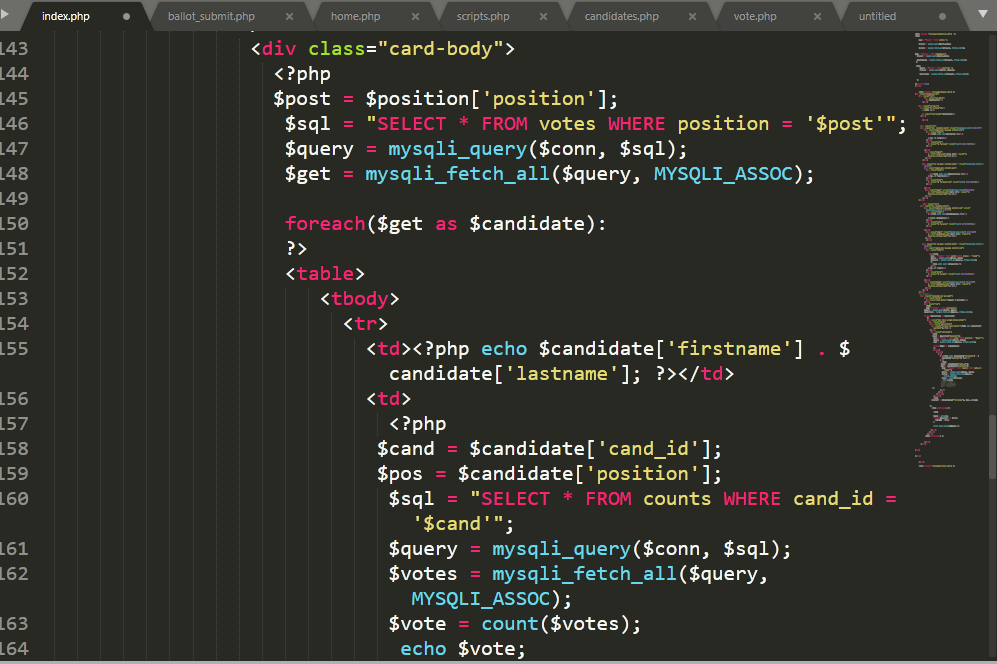 index.php ballot_submit.php home.php scripts.php candidates.php vote.php untitled
143 <div class="card-body">
144 <?php
145 $post = $position['position'];
146 $sql = "SELECT * FROM votes WHERE position = '$post'";
147 $query = mysqli_query($conn, $sql);
148 $get = mysqli_fetch_all($query, MYSQLI_ASSOC);
149
150 foreach($get as $candidate):
151 ?>
152 <table>
153 <tbody>
154 <tr>
155 <td><?php echo $candidate['firstname'] . $
candidate['lastname']; ?></td>
156 <td>
157 <?php
158 $cand = $candidate['cand_id'];
159 $pos = $candidate['position'];
160 $sql = "SELECT * FROM counts WHERE cand_id =
'$cand'";
161 $query = mysqli_query($conn, $sql);
162 $votes = mysqli_fetch_all($query,
MYSQLI_ASSOC);
163 $vote = count($votes);
164 echo $vote;